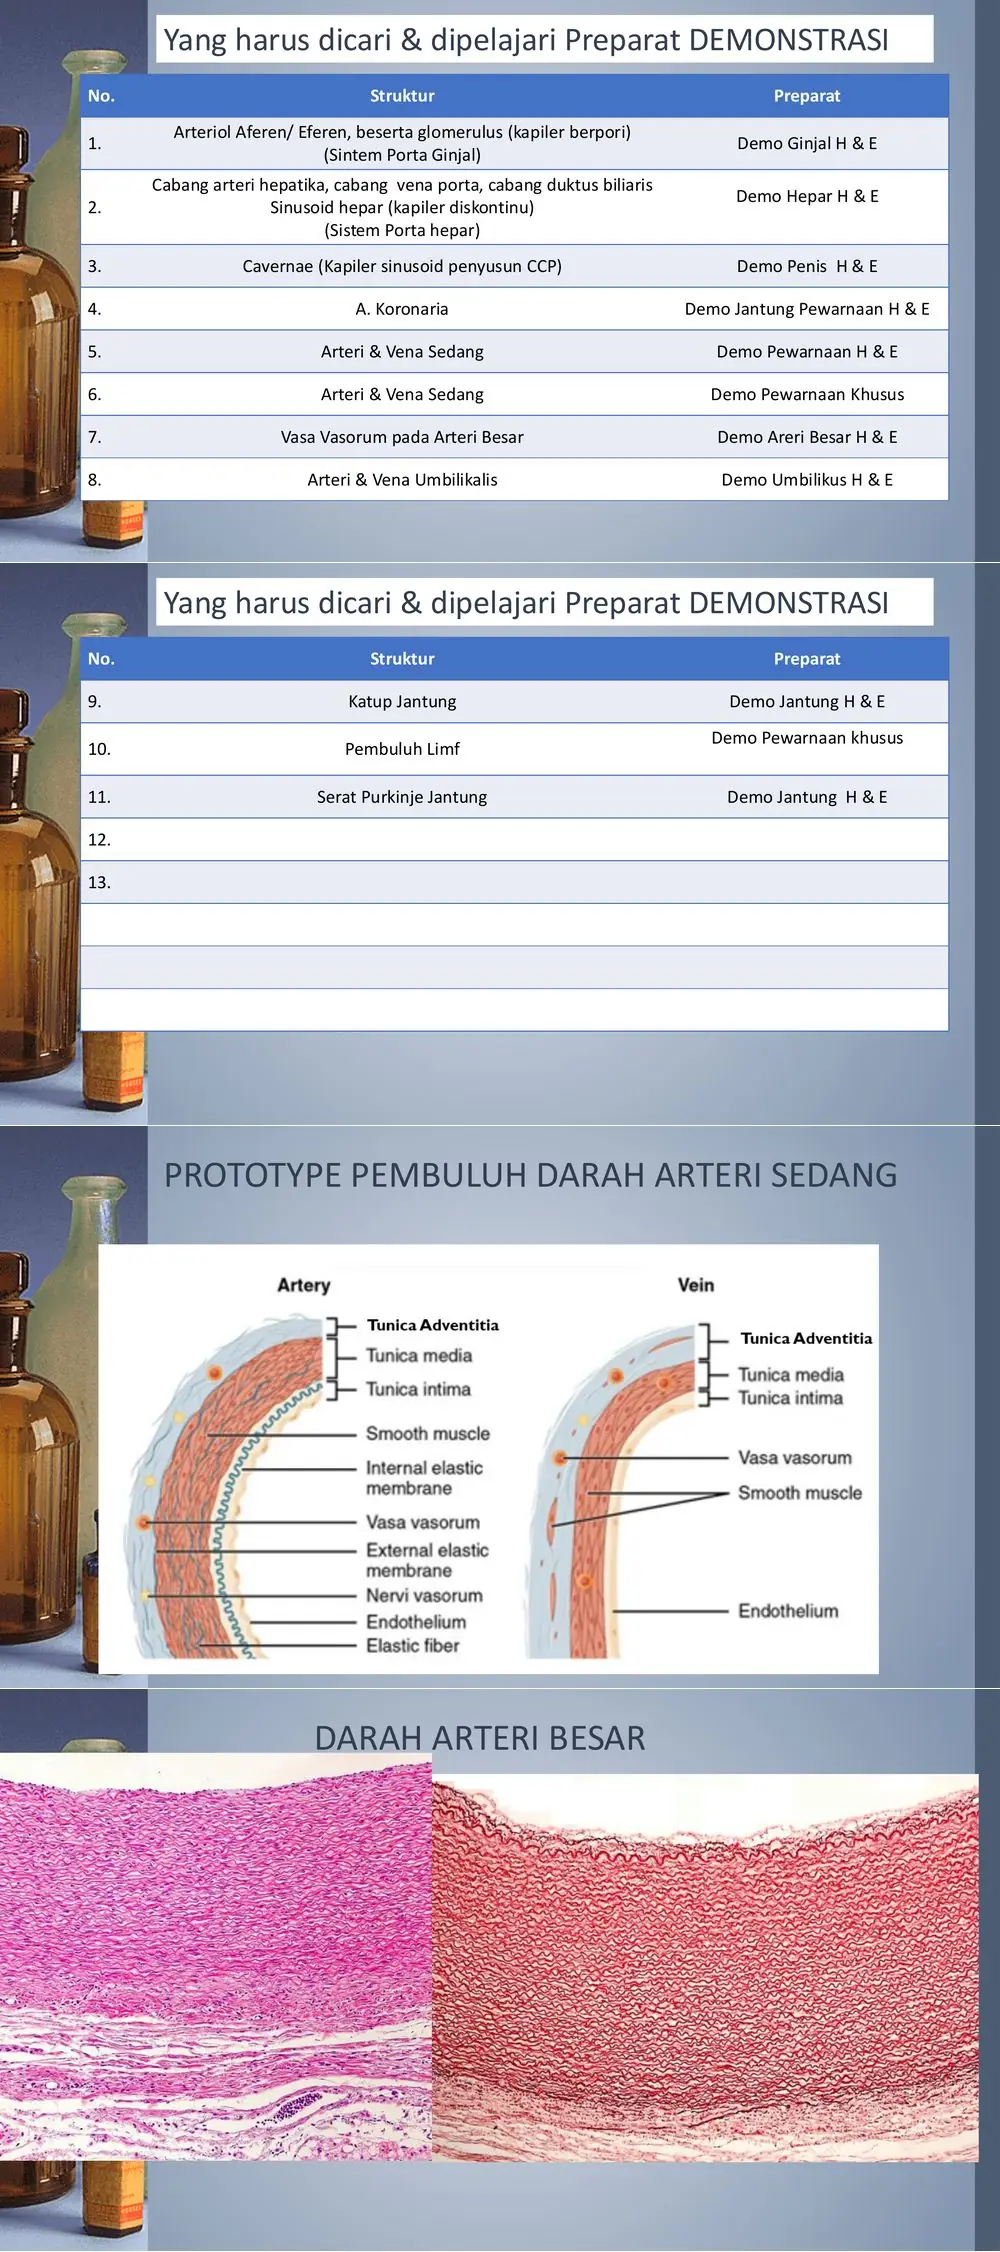 Yang harus dicari & dipelajari Preparat DEMONSTRASI
No. Struktur Preparat
1. Arteriol Aferen/ Eferen, beserta glomerulus (kapiler berpori)
(Sintem Porta Ginjal) Demo Ginjal H & E
2. Cabang arteri hepatika, cabang vena porta, cabang duktus biliaris
Sinusoid hepar (kapiler diskontinu)
(Sistem Porta hepar) Demo Hepar H & E
3. Cavernae (Kapiler sinusoid penyusun CCP) Demo Penis H & E
4. A. Koronaria Demo Jantung Pewarnaan H & E
5. Arteri & Vena Sedang Demo Pewarnaan H & E
6. Arteri & Vena Sedang Demo Pewarnaan Khusus
7. Vasa Vasorum pada Arteri Besar Demo Areri Besar H & E
8. Arteri & Vena Umbilikalis Demo Umbilikus H & E
Yang harus dicari & dipelajari Preparat DEMONSTRASI
No. Struktur Preparat
9. Katup Jantung Demo Jantung H & E
10. Pembuluh Limf Demo Pewarnaan khusus
11. Serat Purkinje Jantung Demo Jantung H & E
12.
13.
PROTOTYPE PEMBULUH DARAH ARTERI SEDANG
Artery
Tunica Adventitia
Tunica media
Tunica intima
Smooth muscle
Internal elastic
membrane
Vasa vasorum
External elastic
membrane
Nervi vasorum
Endothelium
Elastic fiber
Vein
Tunica Adventitia
Tunica media
Tunica intima
Vasa vasorum
Smooth muscle
Endothelium
DARAH ARTERI BESAR